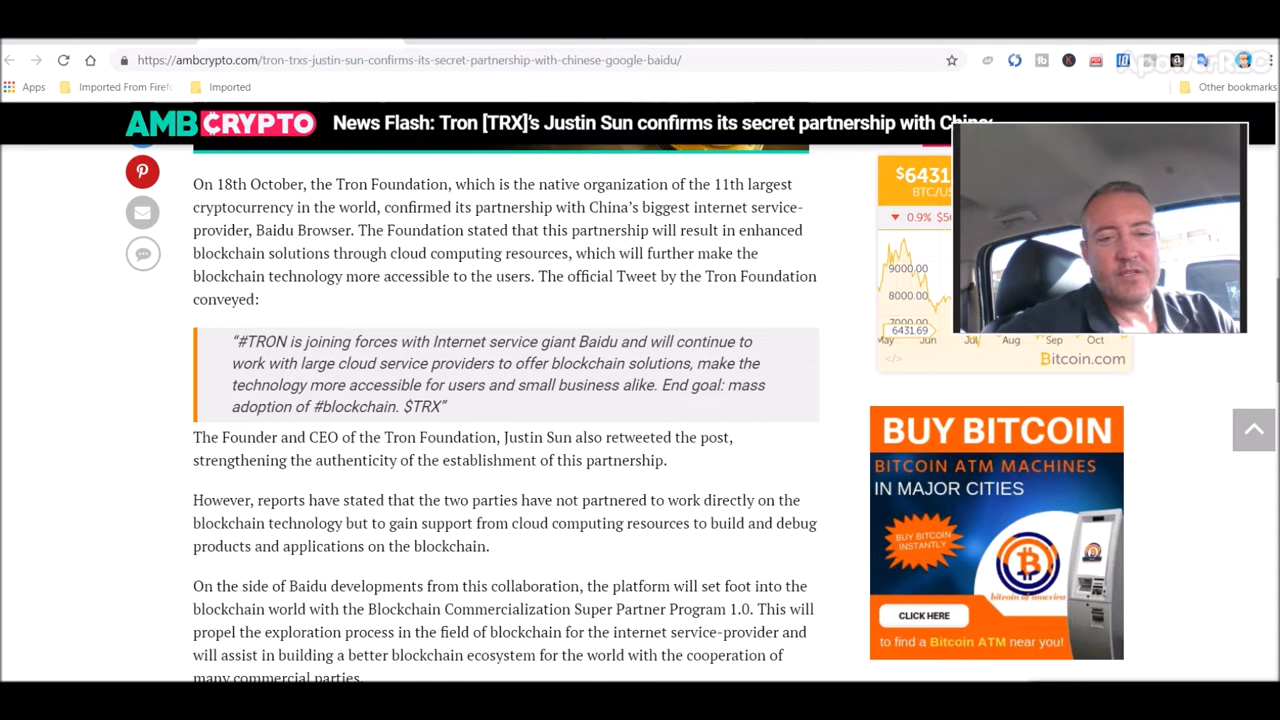 https://ambcrypto.com/tron-trxs-justin-sun-confirms-its-secret-partnership-with-chinese-google-baidu/
ApowerREC
Apps
Imported From Firef
Imported
Other bookmarks
AMBCRYPTO
News Flash: Tron [TRX]'s Justin Sun confirms its secret partnership with China
On 18th October, the Tron Foundation, which is the native organization of the 11th largest
cryptocurrency in the world, confirmed its partnership with China's biggest internet service-
provider, Baidu Browser. The Foundation stated that this partnership will result in enhanced
blockchain solutions through cloud computing resources, which will further make the
blockchain technology more accessible to the users. The official Tweet by the Tron Foundation
conveyed:
"#TRON is joining forces with Internet service giant Baidu and will continue to
work with large cloud service providers to offer blockchain solutions, make the
technology more accessible for users and small business alike. End goal: mass
adoption of #blockchain. $TRX"
The Founder and CEO of the Tron Foundation, Justin Sun also retweeted the post,
strengthening the authenticity of the establishment of this partnership.
However, reports have stated that the two parties have not partnered to work directly on the
blockchain technology but to gain support from cloud computing resources to build and debug
products and applications on the blockchain.
On the side of Baidu developments from this collaboration, the platform will set foot into the
blockchain world with the Blockchain Commercialization Super Partner Program 1.0. This will
propel the exploration process in the field of blockchain for the internet service-provider and
will assist in building a better blockchain ecosystem for the world with the cooperation of
many commercial parties.
$6431
BTC/US
0.9% $5
9000.00
8000.00
7000.00
6431.69
May Jun Jul Aug Sep Oct
Bitcoin.com
BUY BITCOIN
BITCOIN ATM MACHINES
IN MAJOR CITIES
BUY BITCOIN
INSTANTLY
bitcoin of america
CLICK HERE
to find a Bitcoin ATM near you!